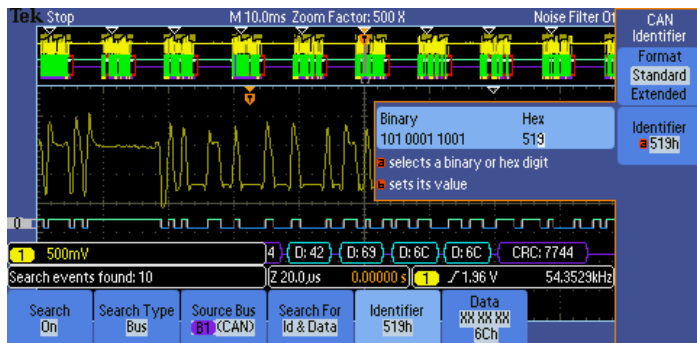 Tek Stop M 10.0ms Zoom Factor: 500 X Noise Filter Of
CAN
Identifier
Format
Standard
Extended
Identifier
a 519h
T
T
Binary Hex
101 0001 1001 519
a selects a binary or hex digit
b sets its value
1 500mV
4 D: 42 D: 69 D: 6C D: 6C CRC: 7744
Search events found: 10
Z 20.0µs 0.00000 s 1 1.96 V 54.3529kHz
Search
On
Search Type
Bus
Source Bus
B1 (CAN)
Search For
Id & Data
Identifier
519h
Data
XX XX XX
6Ch